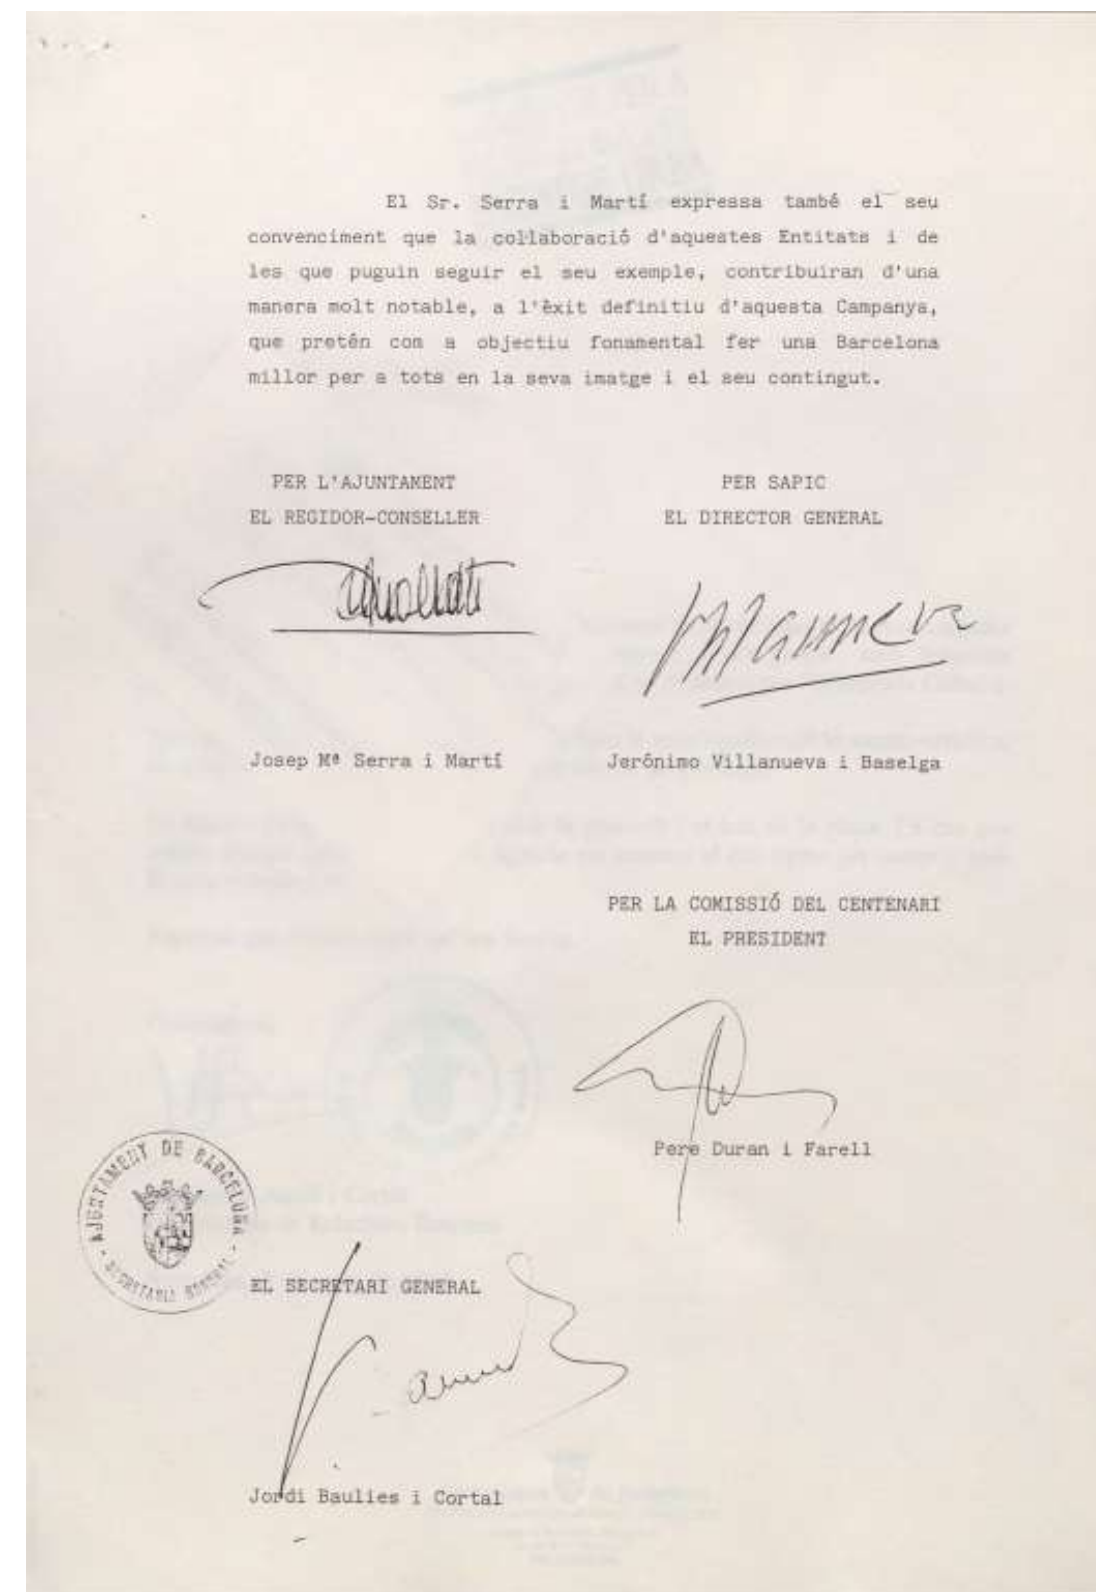 El Sr. Serra i Martí expressa també el seu
convenciment que la col·laboració d'aquestes Entitats i de
les que puguin seguir el seu exemple, contribuiran d'una
manera molt notable, a l'èxit definitiu d'aquesta Campanya,
que pretén com a objectiu fonamental fer una Barcelona
millor per a tots en la seva imatge i el seu contingut.
PER L'AJUNTAMENT
EL REGIDOR-CONSELLER
PER SAPIC
EL DIRECTOR GENERAL
Josep Mª Serra i Martí
Jerónimo Villanueva i Baselga
PER LA COMISSIÓ DEL CENTENARI
EL PRESIDENT
Pere Duran i Farell
AJUNTAMENT DE BARCELONA
SECRETARIA GENERAL
EL SECRETARI GENERAL
Jordi Baulies i Cortal